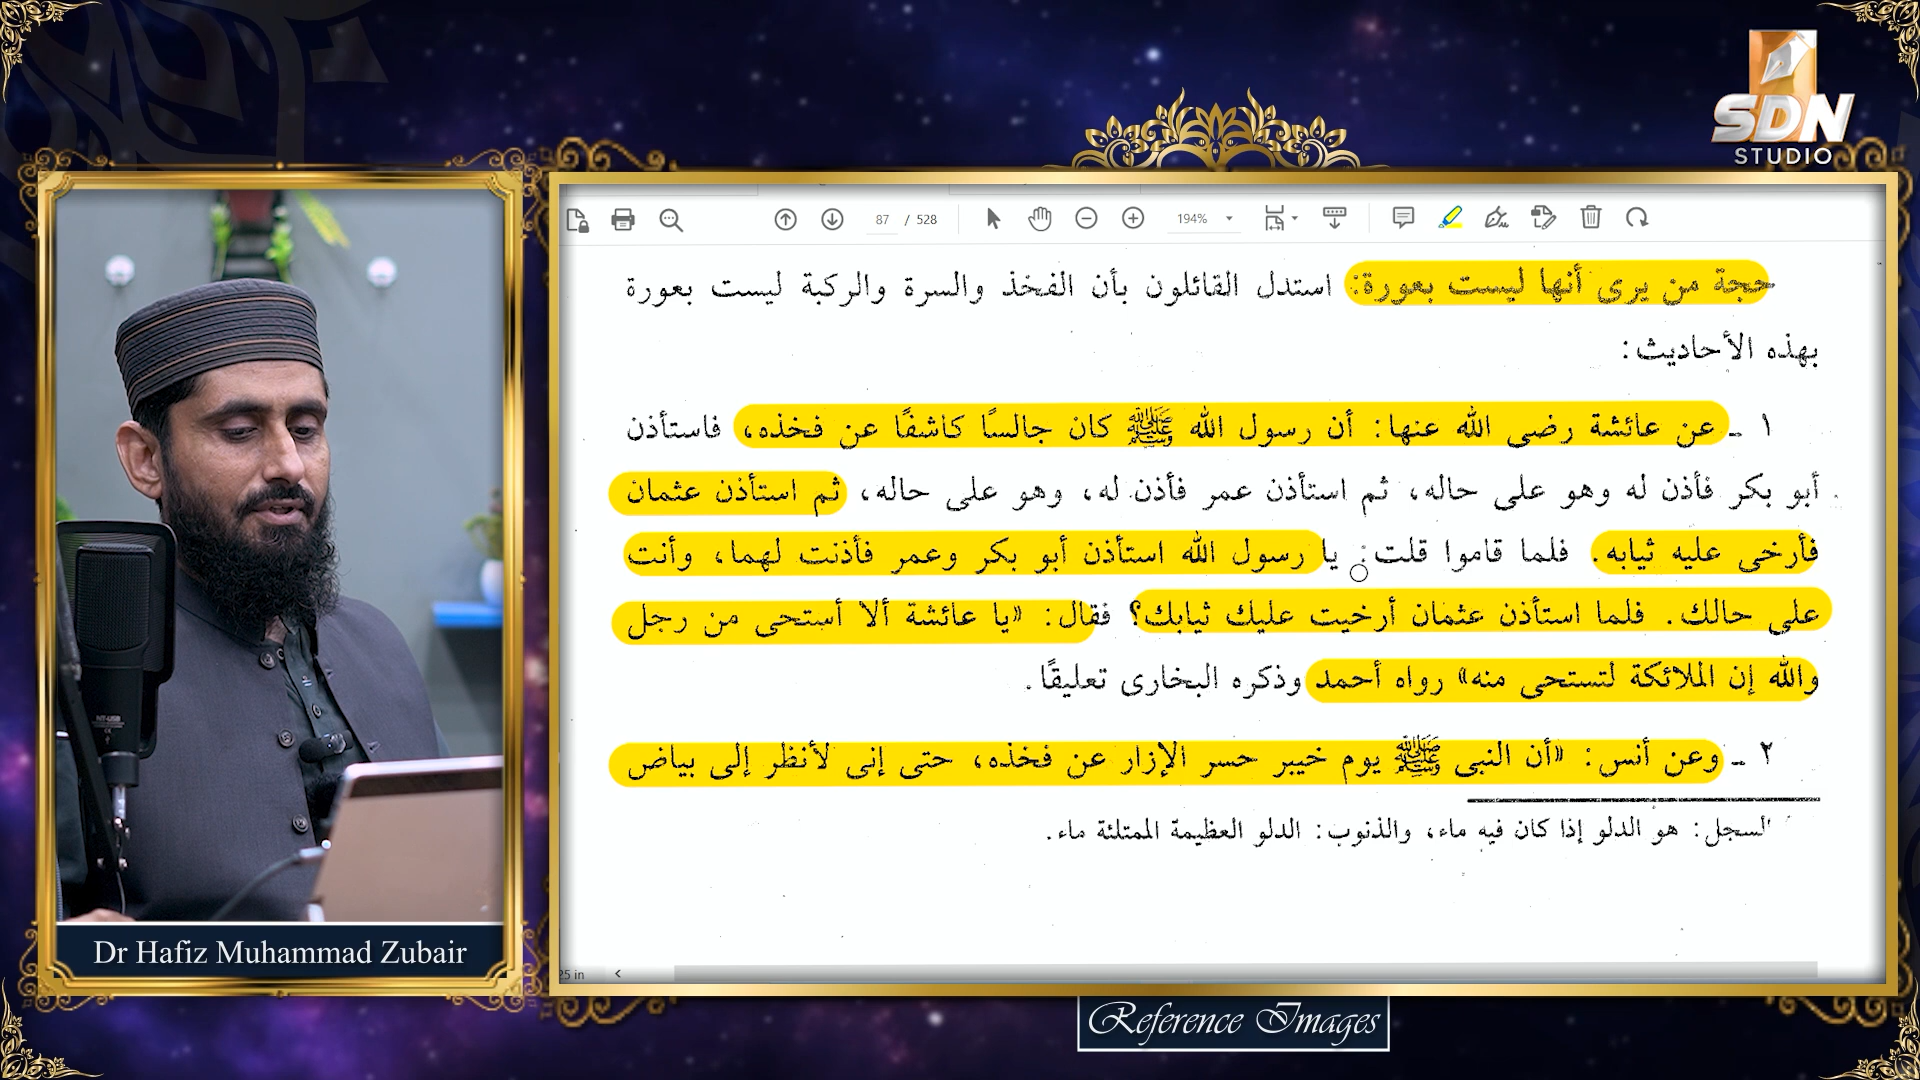 SDN
STUDIO
87 / 528
194%
حجة من يرى أنها ليست بعورة: استدل القائلون بأن الفخذ والسرة والركبة ليست بعورة
بهذه الأحاديث:
١ ـ عن عائشة رضى الله عنها: أن رسول الله ﷺ كان جالسًا كاشفًا عن فخذه، فاستأذن
أبو بكر فأذن له وهو على حاله، ثم استأذن عمر فأذن له، وهو على حاله، ثم استأذن عثمان
فأرخى عليه ثيابه. فلما قاموا قلت: يا رسول الله استأذن أبو بكر وعمر فأذنت لهما، وأنت
على حالك. فلما استأذن عثمان أرخيت عليك ثيابك؟ فقال: «يا عائشة ألا أستحى من رجل
والله إن الملائكة لتستحى منه» رواه أحمد وذكره البخارى تعليقًا.
٢ ـ وعن أنس: «أن النبى ﷺ يوم خيبر حسر الإزار عن فخذه، حتى إنى لأنظر إلى بياض
السجل: هو الدلو إذا كان فيه ماء، والذنوب: الدلو العظيمة الممتلئة ماء.
NT-USB
Dr Hafiz Muhammad Zubair
Reference Images